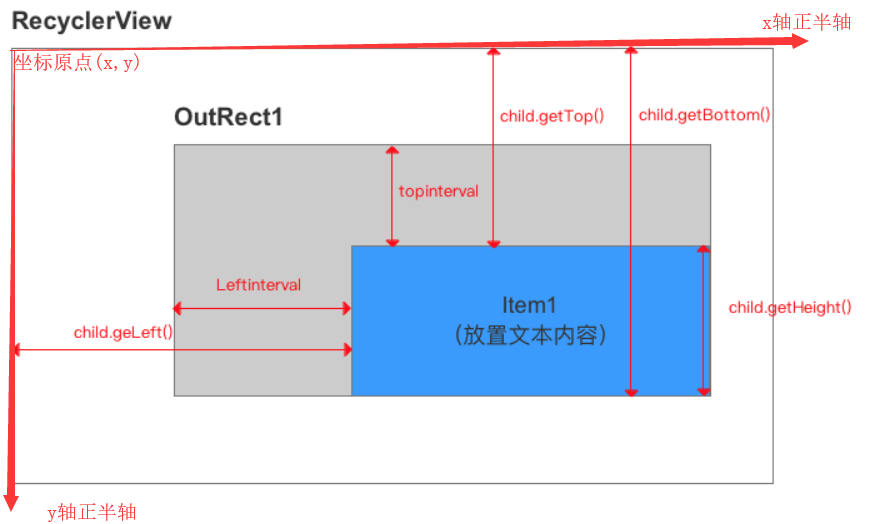 RecyclerView
x轴正半轴
坐标原点(x,y)
OutRect1
child.getTop()
child.getBottom()
topinterval
Leftinterval
Item1
(放置文本内容)
child.getHeight()
child.geLeft()
y轴正半轴